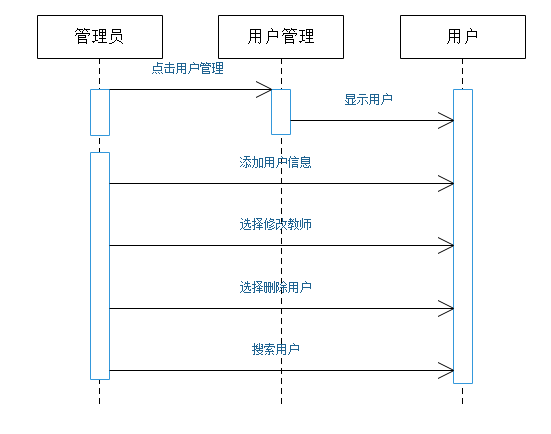 管理员
用户管理
用户
点击用户管理
显示用户
添加用户信息
选择修改教师
选择删除用户
搜索用户